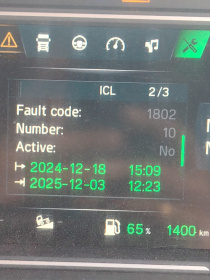 ICL 2/3
Fault code: 1802
Number: 10
Active: No
2024-12-18 15:09
2025-12-03 12:23
65% 1400 km